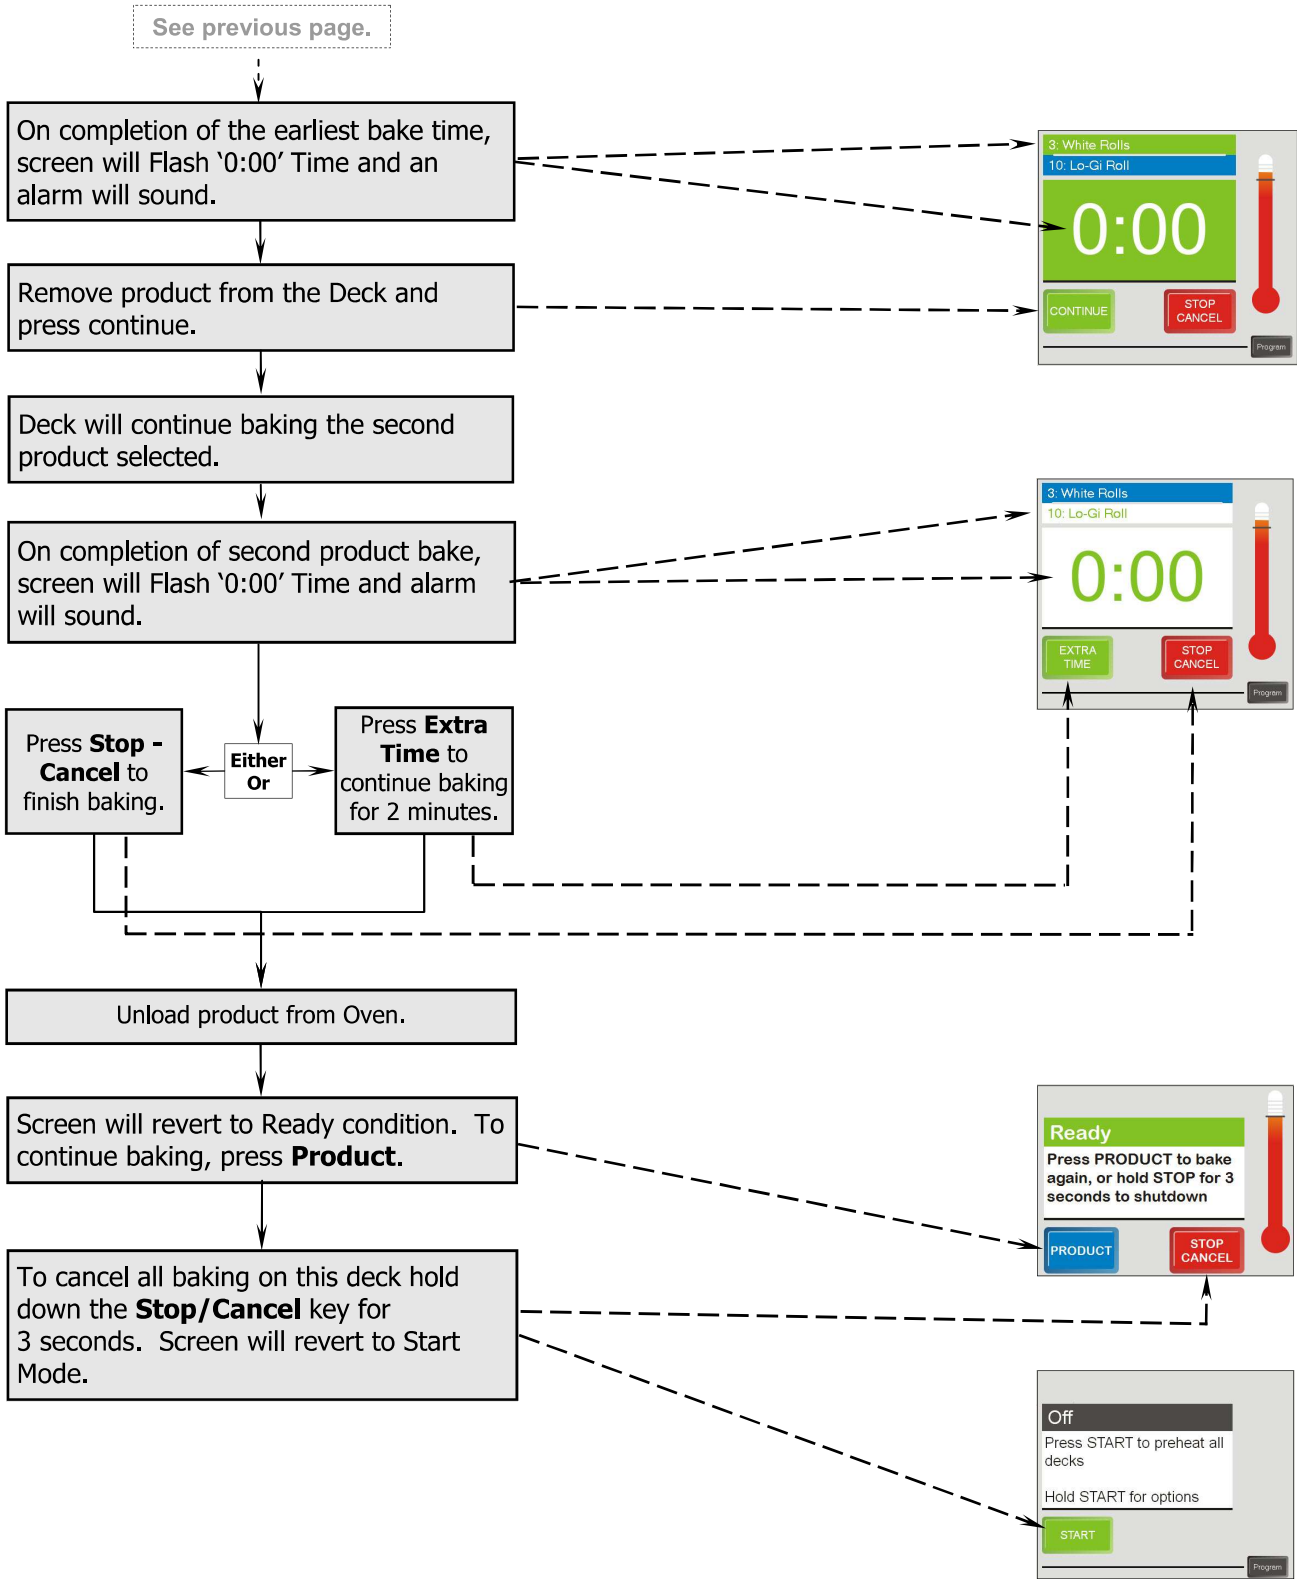 See previous page.
On completion of the earliest bake time,
screen will Flash ‘0:00’ Time and an
alarm will sound.
3: White Rolls
10: Lo-Gi Roll
0:00
CONTINUE
STOP
CANCEL
Program
Remove product from the Deck and
press continue.
Deck will continue baking the second
product selected.
On completion of second product bake,
screen will Flash ‘0:00’ Time and alarm
will sound.
3: White Rolls
10: Lo-Gi Roll
0:00
EXTRA
TIME
STOP
CANCEL
Program
Press Stop -
Cancel to
finish baking.
Either
Or
Press Extra
Time to
continue baking
for 2 minutes.
Unload product from Oven.
Screen will revert to Ready condition.  To
continue baking, press Product.
Ready
Press PRODUCT to bake
again, or hold STOP for 3
seconds to shutdown
PRODUCT
STOP
CANCEL
To cancel all baking on this deck hold
down the Stop/Cancel key for
3 seconds.  Screen will revert to Start
Mode.
Off
Press START to preheat all
decks
Hold START for options
START
Program